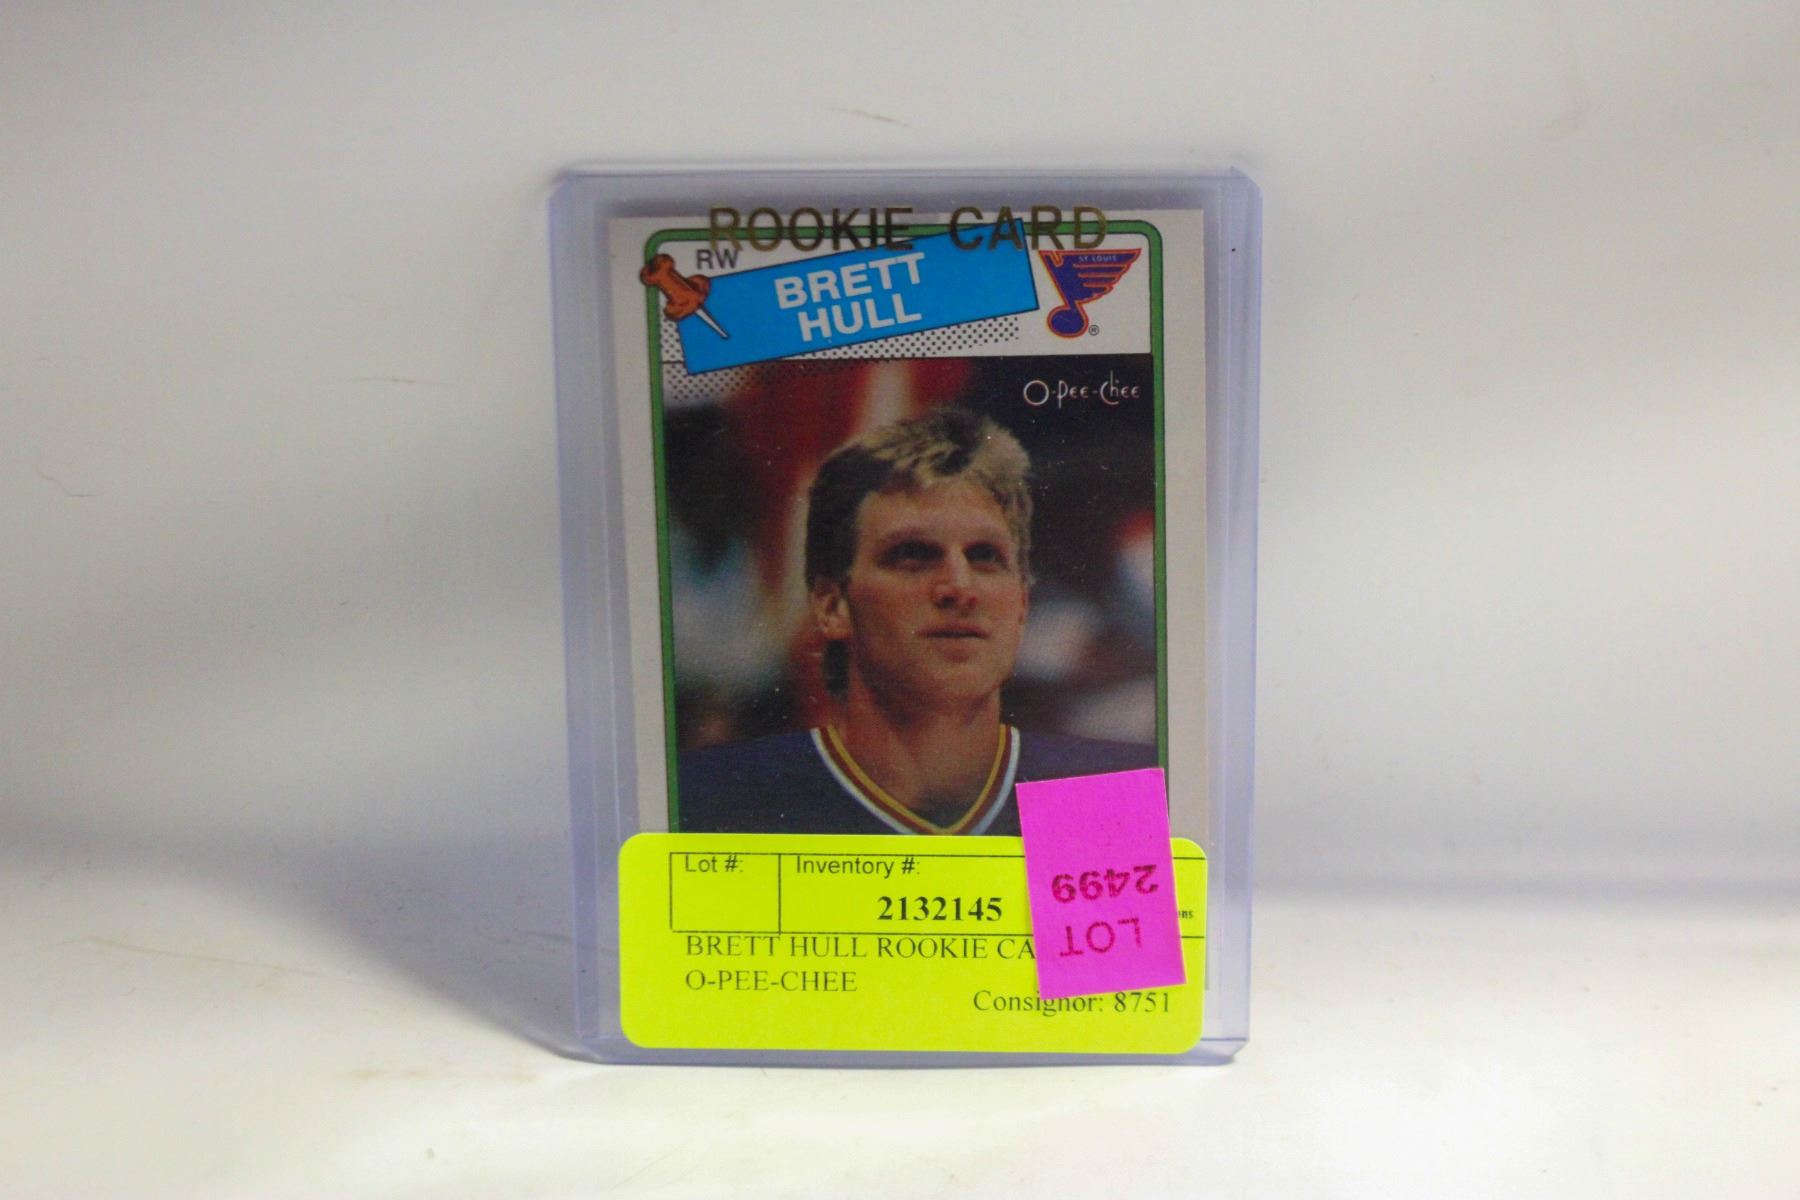 ROOKIE CARD
RW
BRETT
HULL
ST LOUIS
®
O-Pee-Chee
Lot #:
Inventory #:
2132145
BRETT HULL ROOKIE CA
O-PEE-CHEE
Consignor: 8751
LOT
2499